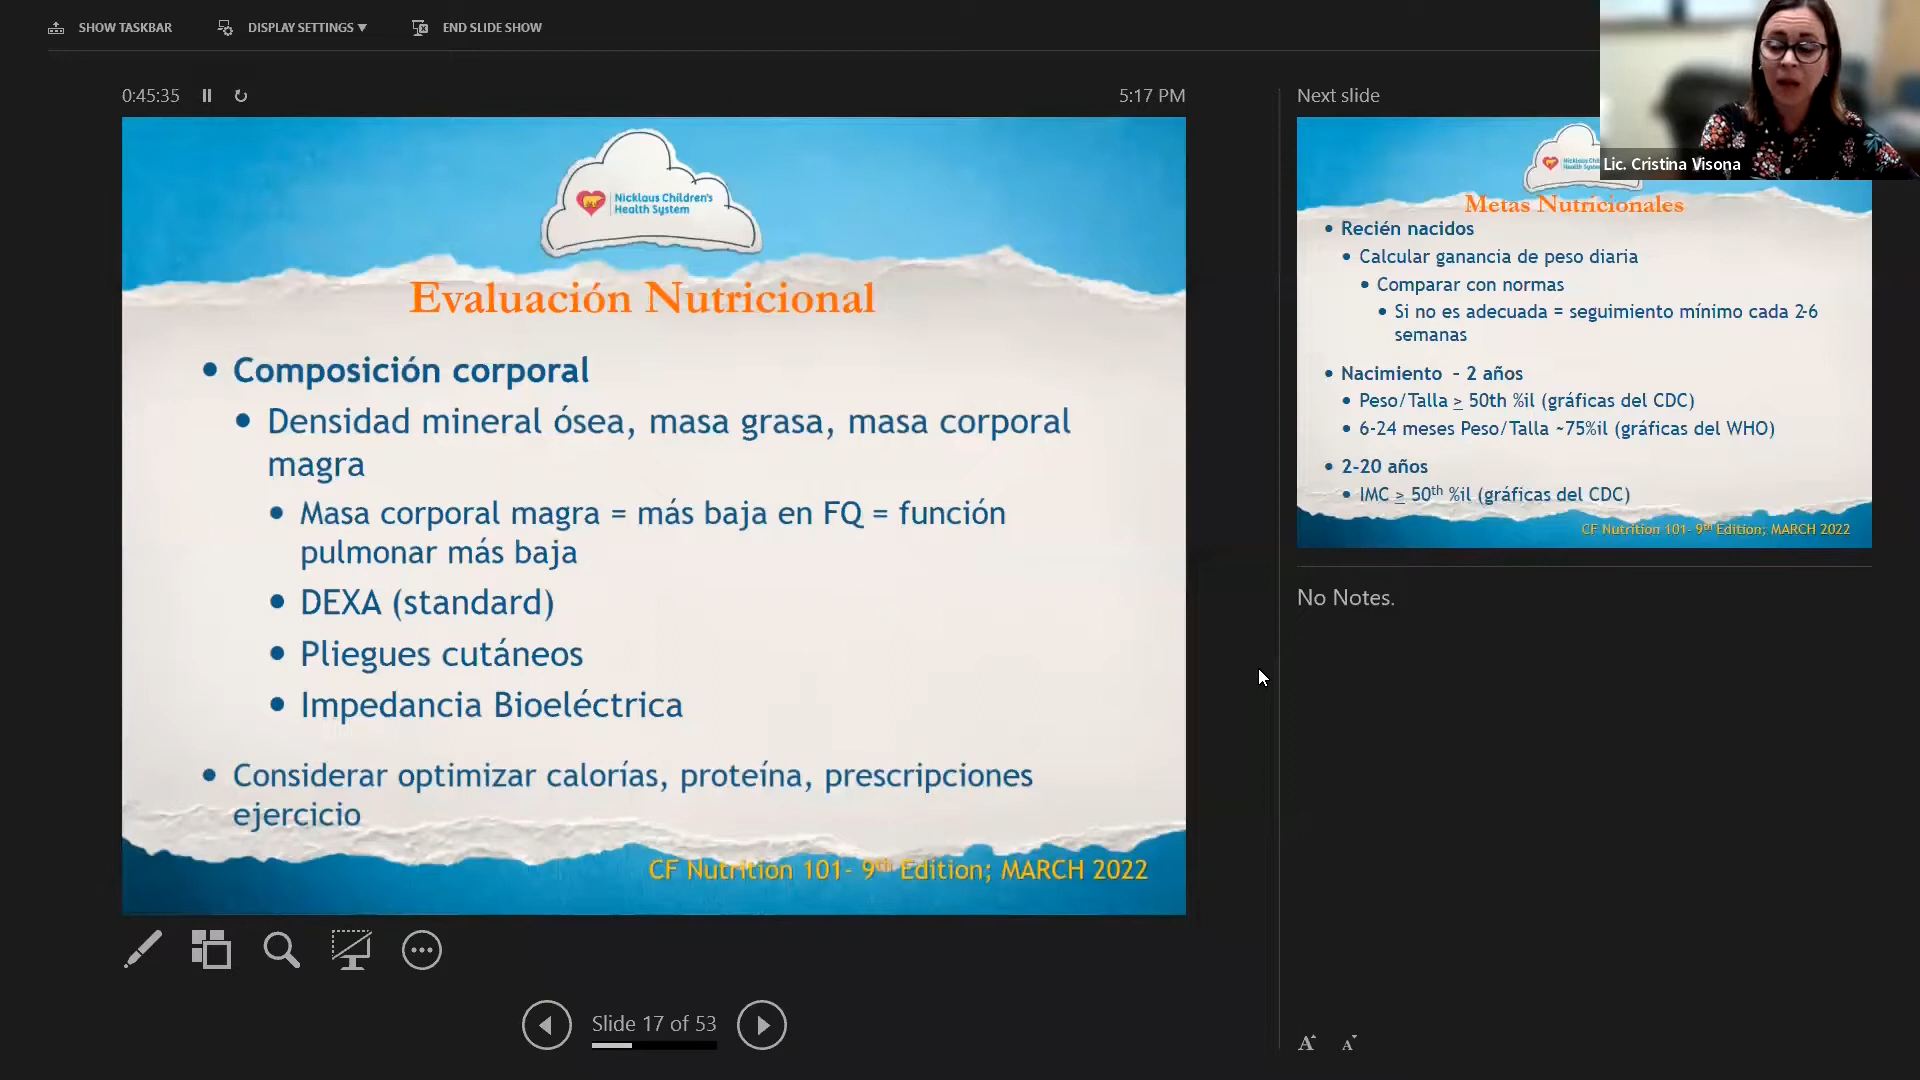 SHOW TASKBAR
DISPLAY SETTINGS ▾
END SLIDE SHOW
0:45:35
5:17 PM
Nicklaus Children's
Health System
Evaluación Nutricional
• Composición corporal
• Densidad mineral ósea, masa grasa, masa corporal
magra
• Masa corporal magra = más baja en FQ = función
pulmonar más baja
• DEXA (standard)
• Pliegues cutáneos
• Impedancia Bioeléctrica
• Considerar optimizar calorías, proteína, prescripciones
ejercicio
CF Nutrition 101- 9th Edition; MARCH 2022
Slide 17 of 53
Next slide
Lic. Cristina Visona
Metas Nutricionales
• Recién nacidos
• Calcular ganancia de peso diaria
• Comparar con normas
• Si no es adecuada = seguimiento mínimo cada 2-6
semanas
• Nacimiento – 2 años
• Peso/Talla ≥ 50th %il (gráficas del CDC)
• 6-24 meses Peso/Talla ~75%il (gráficas del WHO)
• 2-20 años
• IMC ≥ 50th %il (gráficas del CDC)
CF Nutrition 101- 9th Edition; MARCH 2022
No Notes.
A A